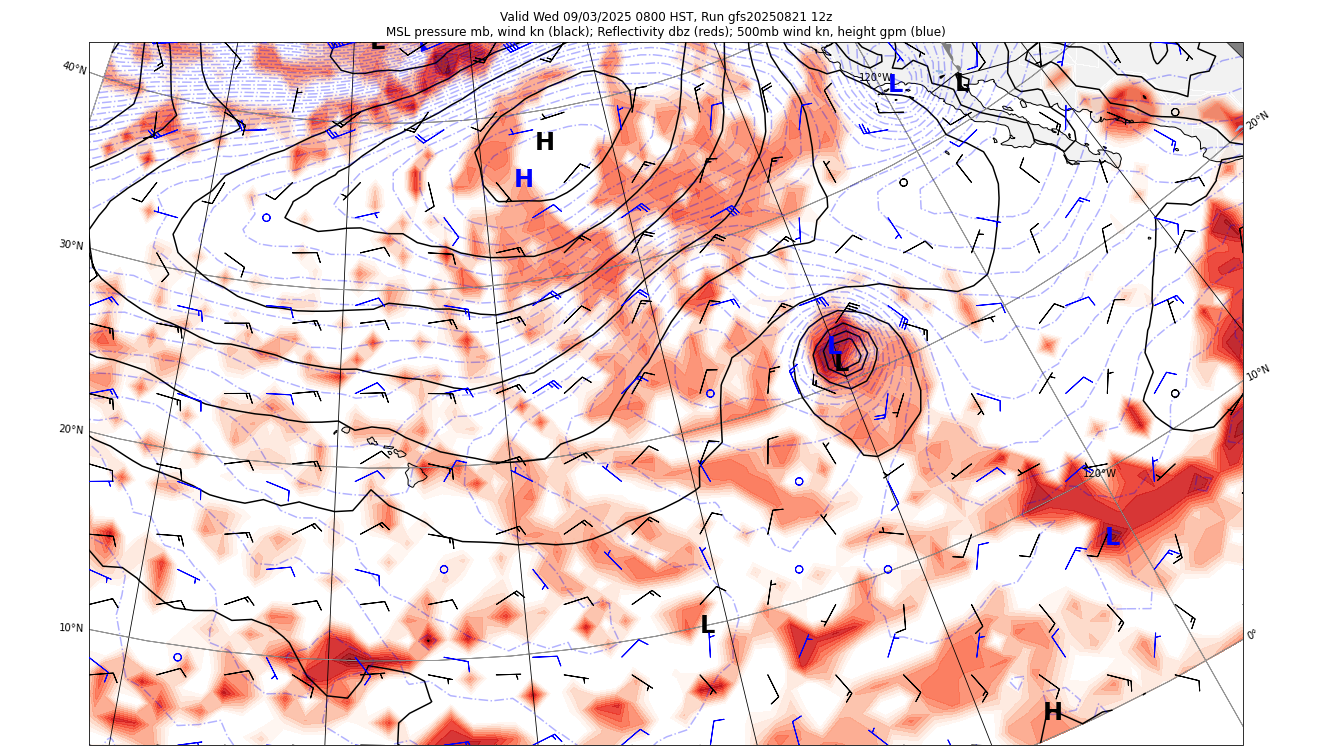 Valid Wed 09/03/2025 0800 HST, Run gfs20250821 12z
MSL pressure mb, wind kn (black); Reflectivity dbz (reds); 500mb wind kn, height gpm (blue)
L
40°N
120°W
L
L
20°N
H
H
30°N
L
L
10°N
20°N
120°W
L
10°N
L
0°
H